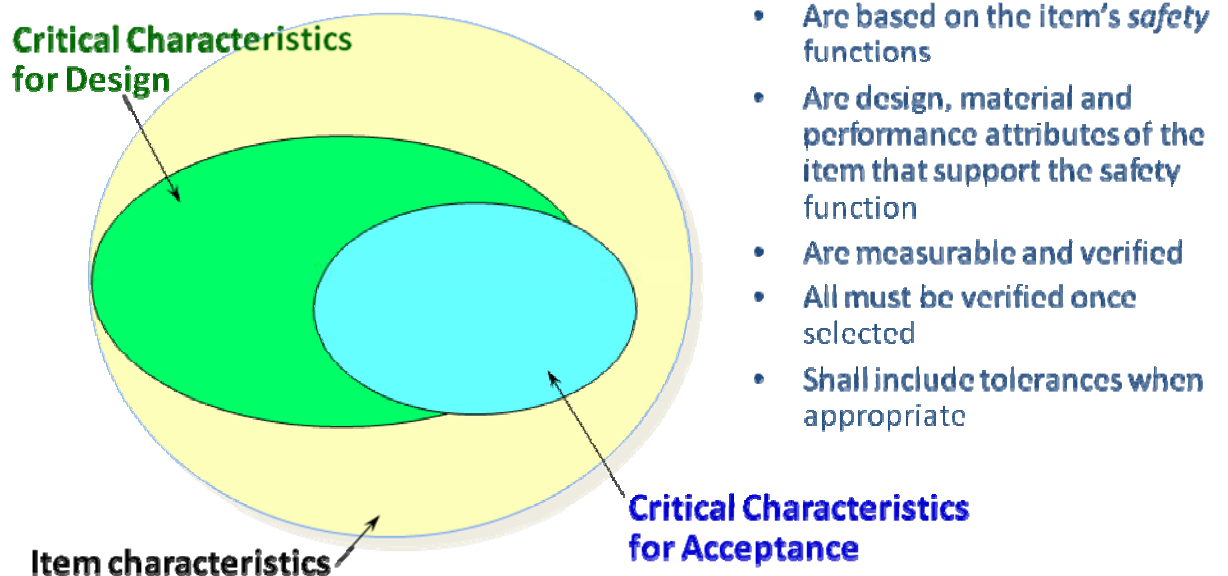 Critical Characteristics
for Design
Item characteristics
Critical Characteristics
for Acceptance
• Are based on the item's safety
functions
• Are design, material and
performance attributes of the
item that support the safety
function
• Are measurable and verified
• All must be verified once
selected
• Shall include tolerances when
appropriate